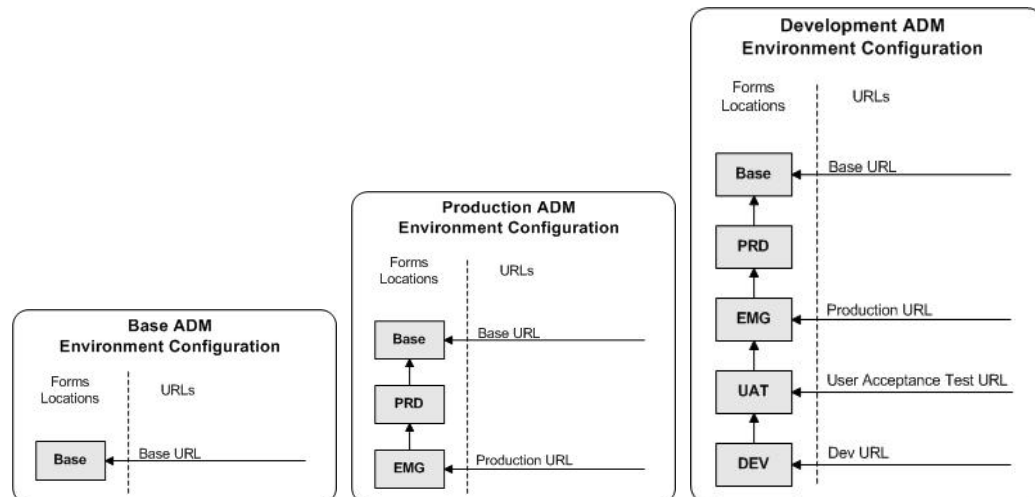 Base ADM
Environment Configuration
Forms
Locations
URLs
Base
Base URL
Production ADM
Environment Configuration
Forms
Locations
URLs
Base
Base URL
PRD
EMG
Production URL
Development ADM
Environment Configuration
Forms
Locations
URLs
Base
Base URL
PRD
EMG
Production URL
UAT
User Acceptance Test URL
DEV
Dev URL